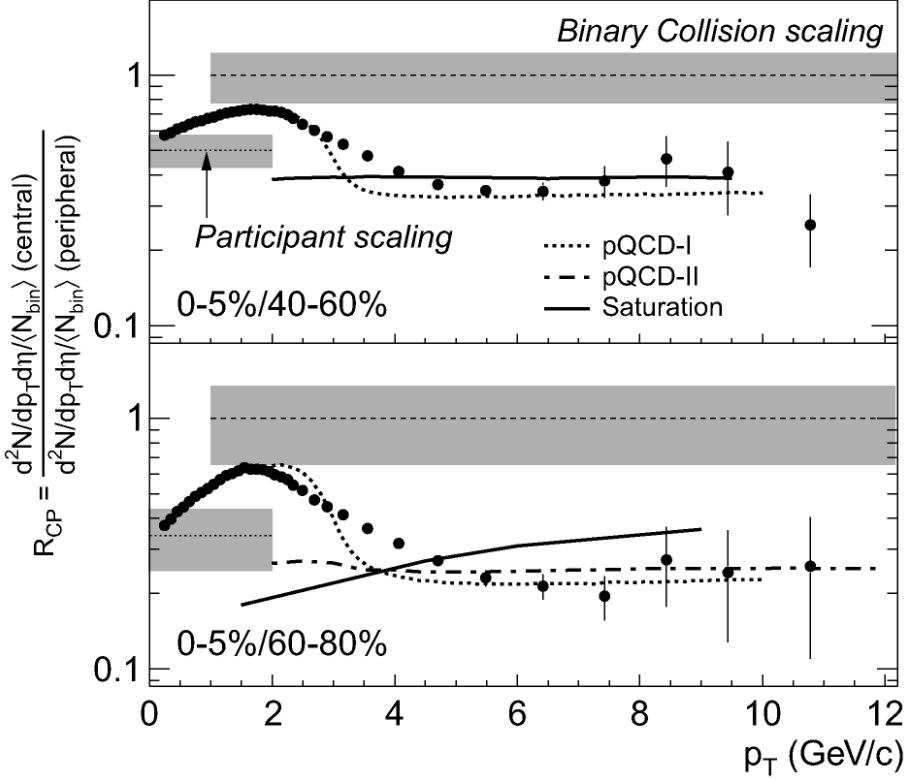 Binary Collision scaling
1
Participant scaling
pQCD-I
pQCD-II
Saturation
0-5%/40-60%
0.1
R_CP = d²N/dp_Tdη/⟨N_bin⟩ (central)
d²N/dp_Tdη/⟨N_bin⟩ (peripheral)
1
0-5%/60-80%
0.1
0 2 4 6 8 10 12
p_T (GeV/c)